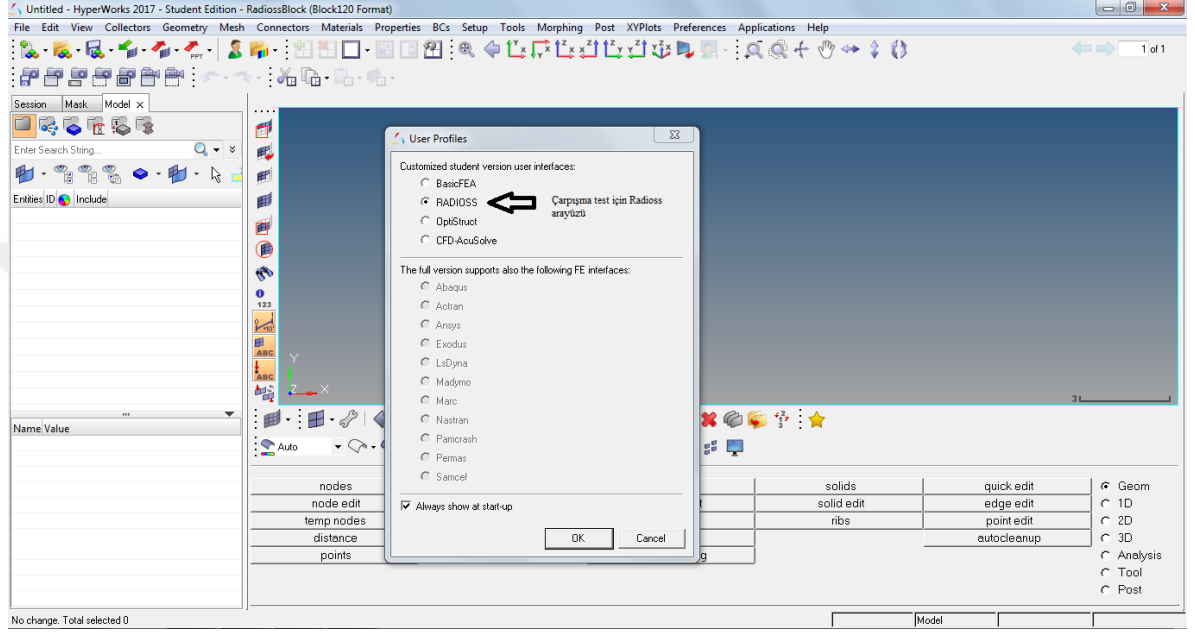 Untitled - HyperWorks 2017 - Student Edition - RadiossBlock (Block120 Format)
File Edit View Collectors Geometry Mesh Connectors Materials Properties BCs Setup Tools Morphing Post XYPlots Preferences Applications Help
1 of 1
Session Mask Model
Enter Search String...
Entities ID Include
Name Value
User Profiles
Customized student version user interfaces:
BasicFEA
RADIOSS
Çarpışma test için Radioss
arayüzü
OptiStruct
CFD-AcuSolve
The full version supports also the following FE interfaces:
Abaqus
Actran
Ansys
Exodus
LsDyna
Madymo
Marc
Nastran
Pamcrash
Permas
Samcef
Always show at start-up
OK Cancel
123
ABC
ABC
Y
Z X
3
Auto
nodes solids quick edit Geom
node edit solid edit edge edit 1D
temp nodes ribs point edit 2D
distance autocleanup 3D
points g Analysis
Tool
Post
No change. Total selected 0
Model